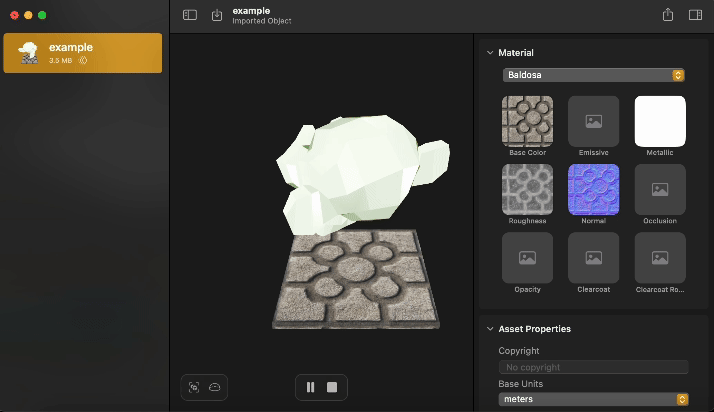 example
Imported Object
example
3.5 MB
Material
Baldosa
Base Color
Emissive
Metallic
Roughness
Normal
Occlusion
Opacity
Clearcoat
Clearcoat Ro...
Asset Properties
Copyright
No copyright
Base Units
meters